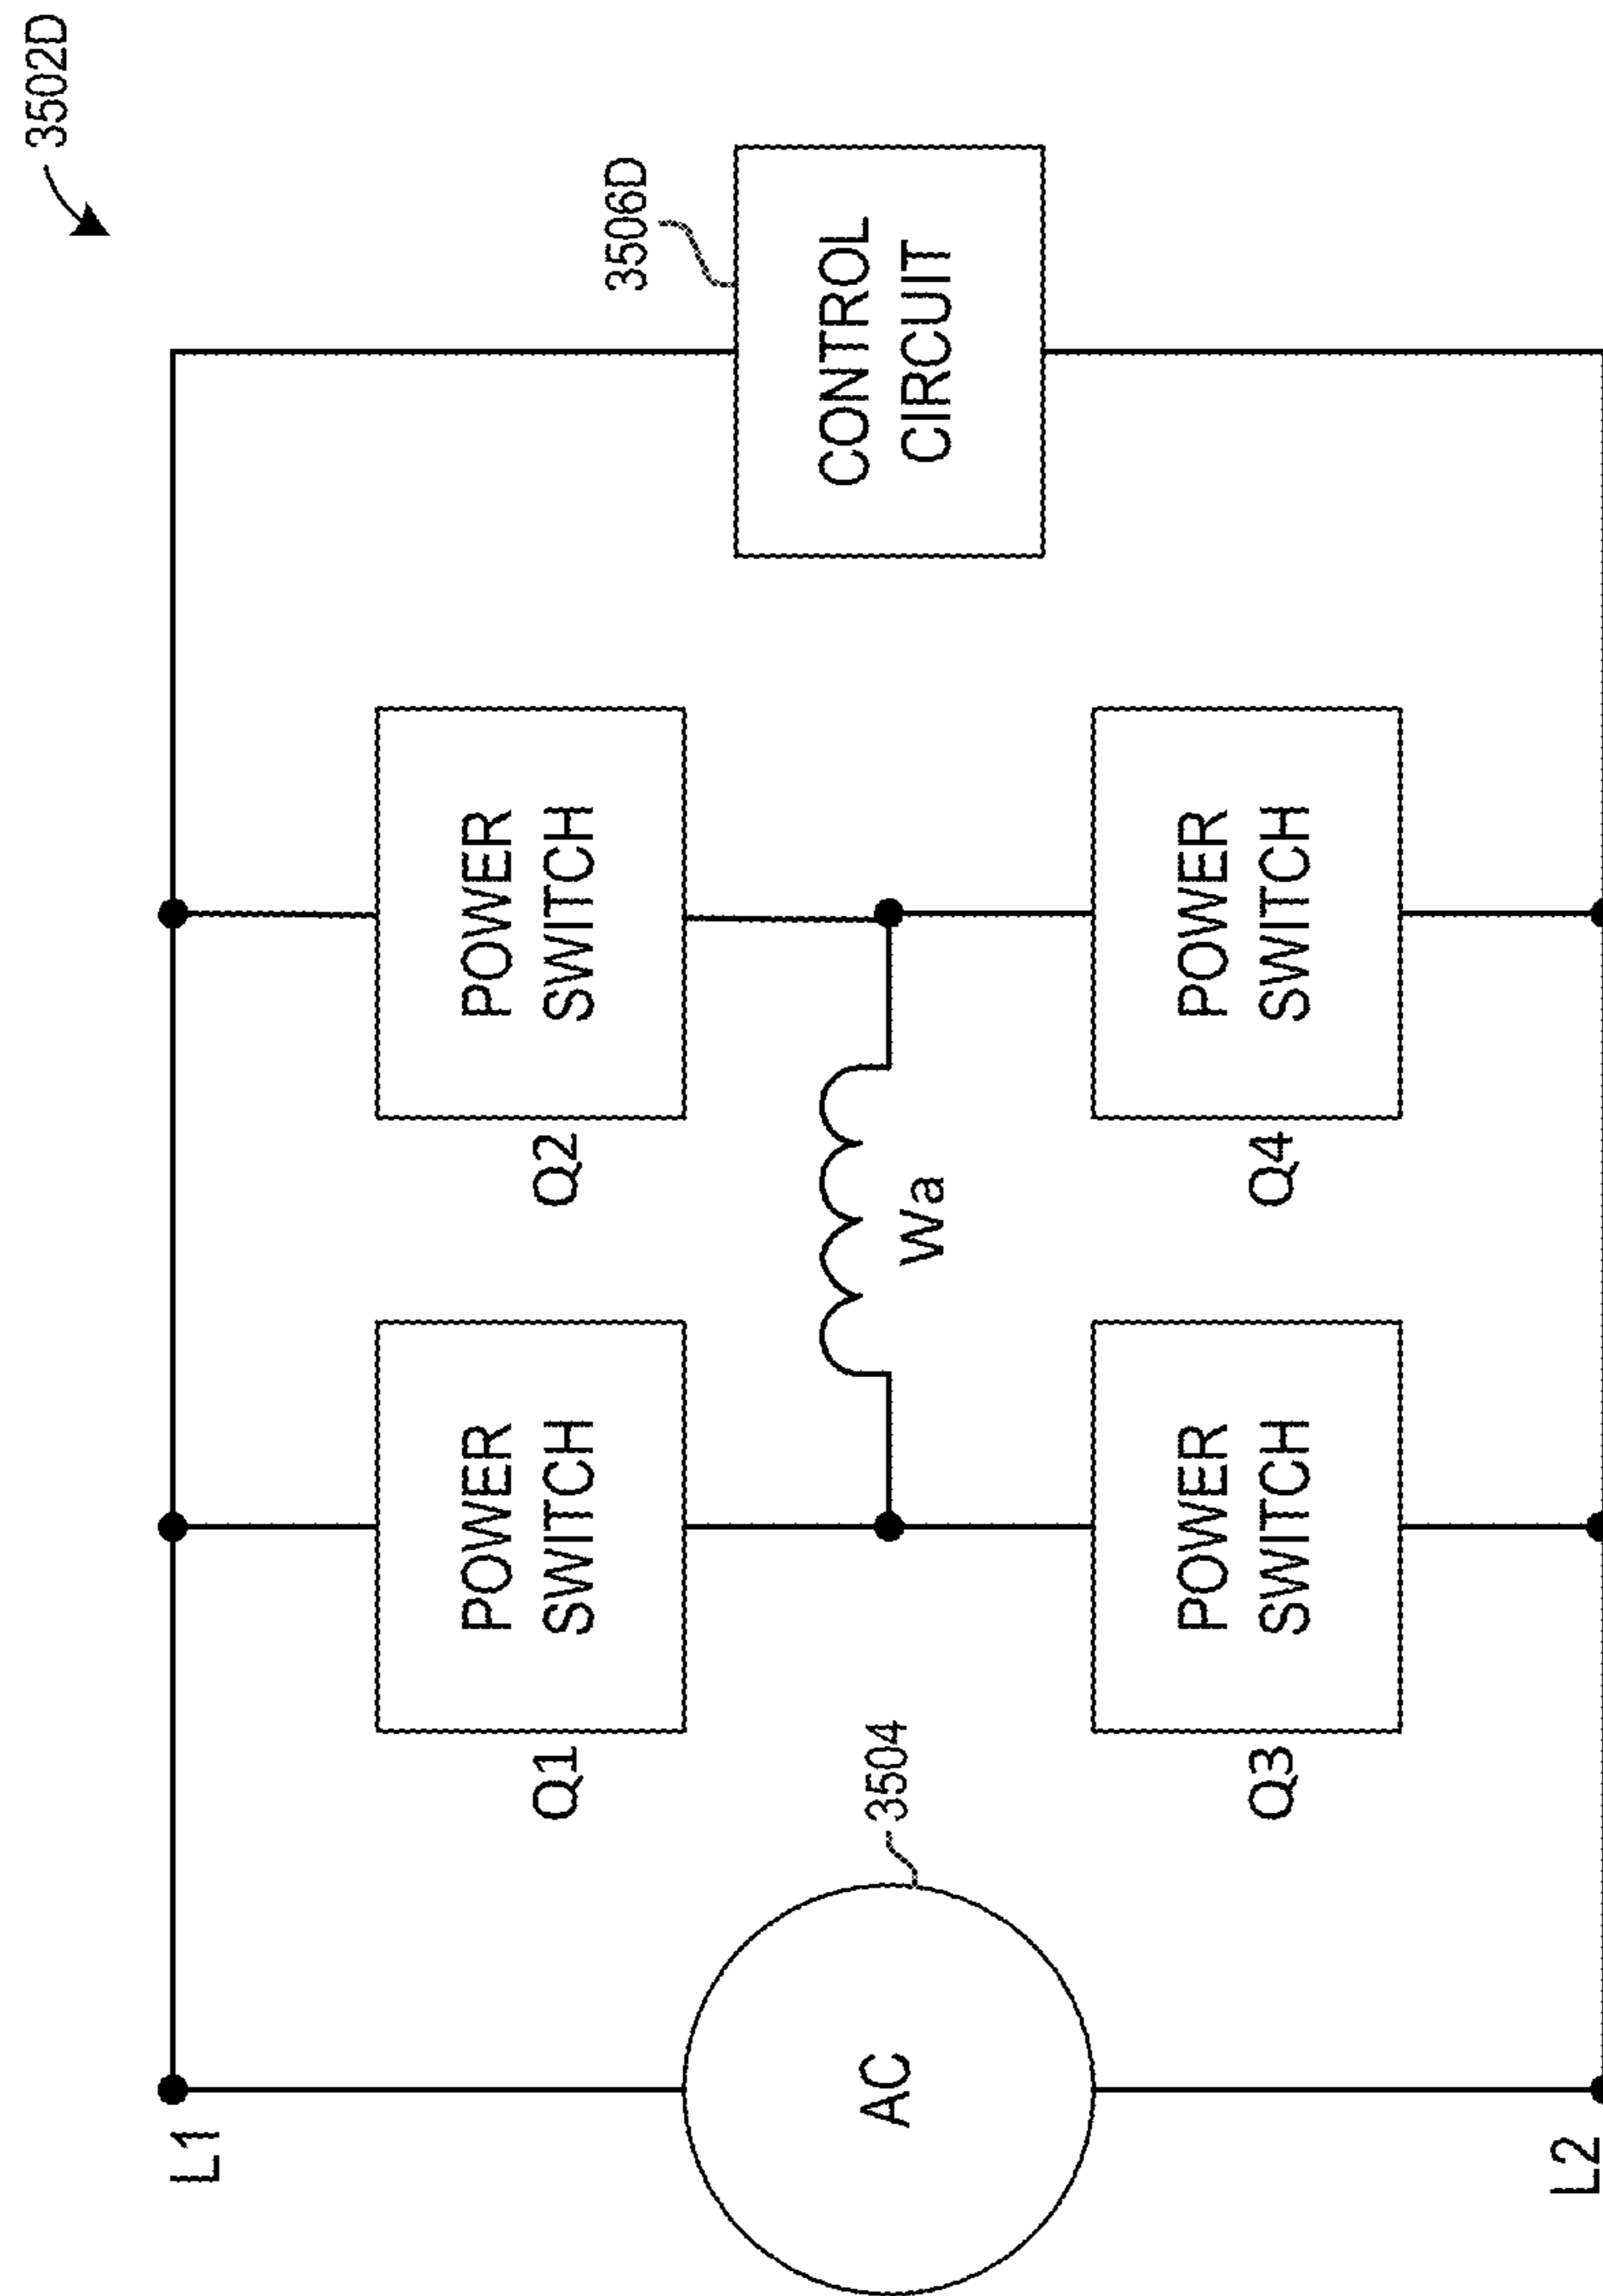 3502D
L1
Q1
POWER
SWITCH
Q2
POWER
SWITCH
3506D
CONTROL
CIRCUIT
AC
3504
Wa
Q3
POWER
SWITCH
Q4
POWER
SWITCH
L2